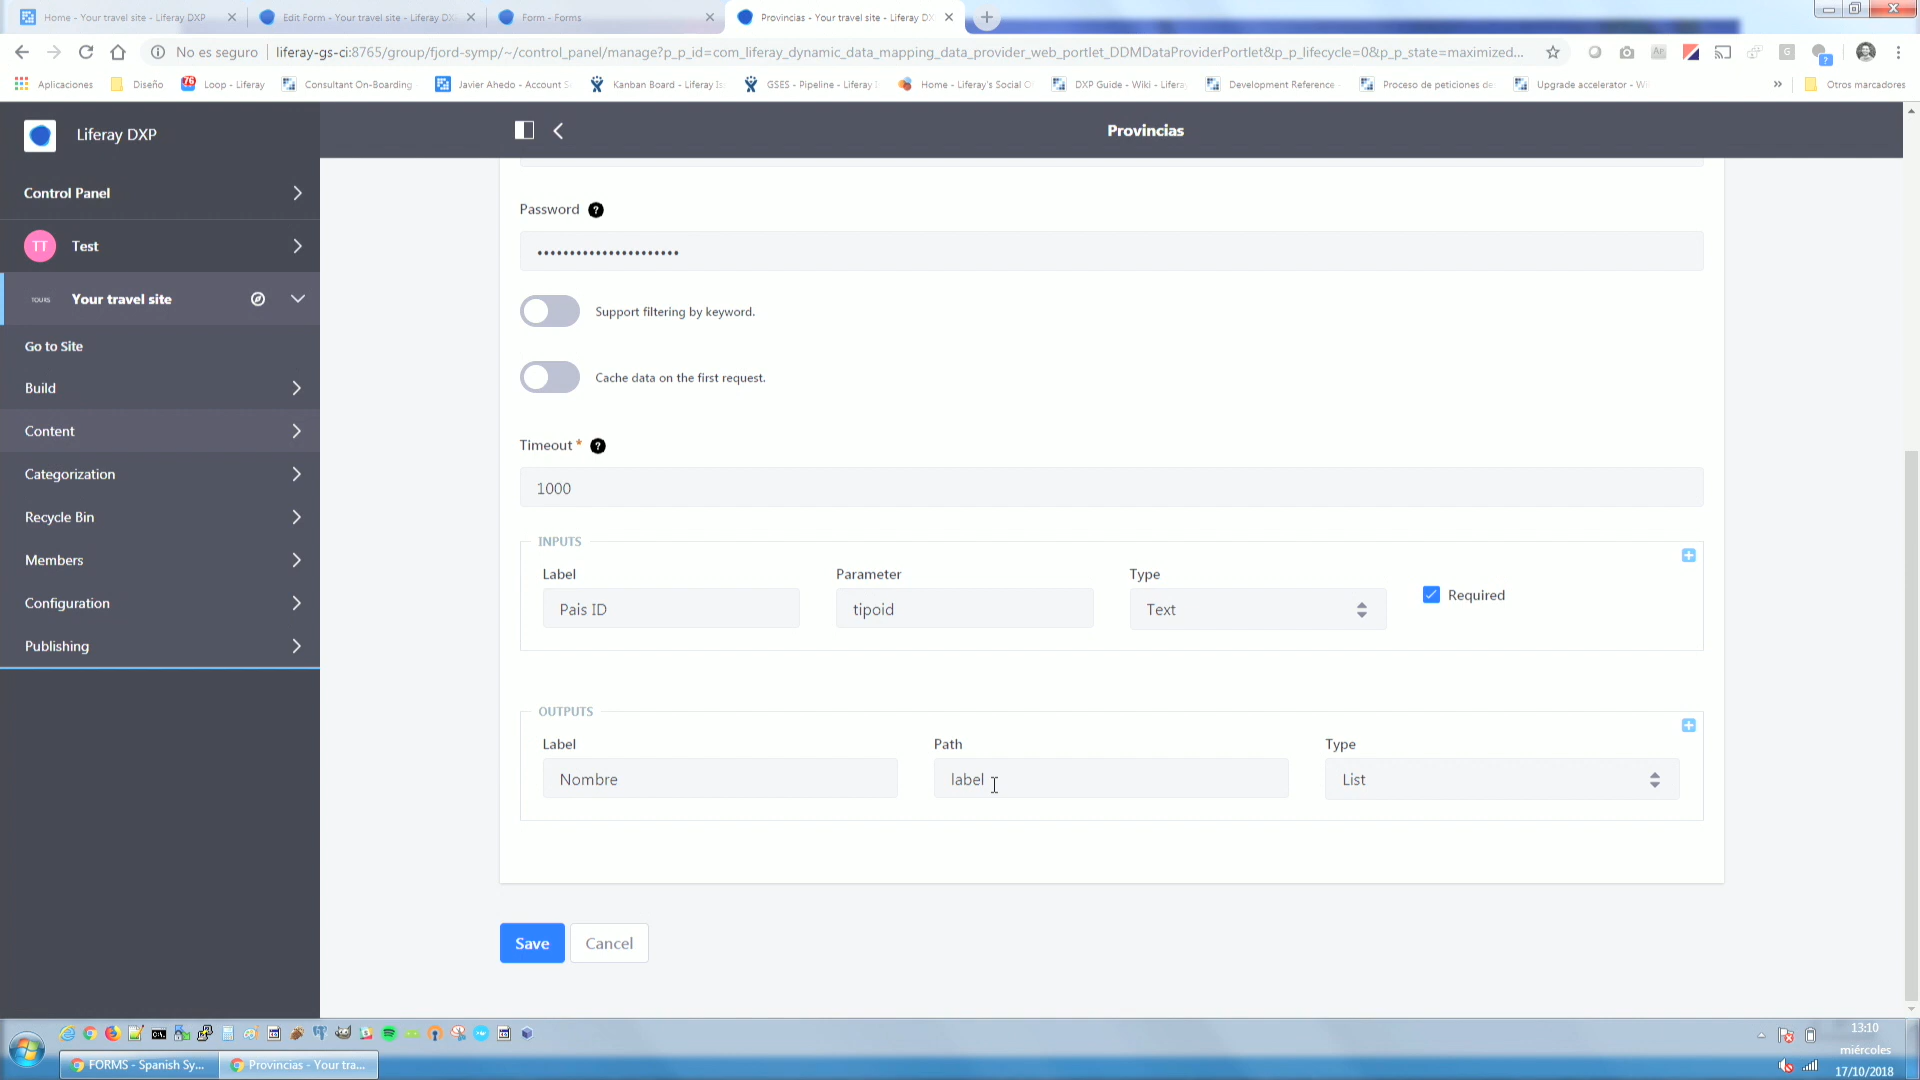 Home - Your travel site - Liferay DXP
Edit Form - Your travel site - Liferay DX
Form - Forms
Provincias - Your travel site - Liferay DX
No es seguro
liferay-gs-ci:8765/group/fjord-symp/~/control_panel/manage?p_p_id=com_liferay_dynamic_data_mapping_data_provider_web_portlet_DDMDataProviderPortlet&p_p_lifecycle=0&p_p_state=maximized...
Aplicaciones
Diseño
76
Loop - Liferay
Consultant On-Boarding
Javier Ahedo - Account S
Kanban Board - Liferay Is
GSES - Pipeline - Liferay I
Home - Liferay's Social O
DXP Guide - Wiki - Lifera
Development Reference
Proceso de peticiones de
Upgrade accelerator - Wi
»
Otros marcadores
Liferay DXP
Provincias
Control Panel
TT
Test
TOURS
Your travel site
Go to Site
Build
Content
Categorization
Recycle Bin
Members
Configuration
Publishing
Password ?
••••••••••••••••••••••
Support filtering by keyword.
Cache data on the first request.
Timeout * ?
1000
INPUTS
Label
Parameter
Type
Pais ID
tipoid
Text
Required
OUTPUTS
Label
Path
Type
Nombre
label
List
Save
Cancel
FORMS - Spanish Sy...
Provincias - Your tra...
13:10
miércoles
17/10/2018